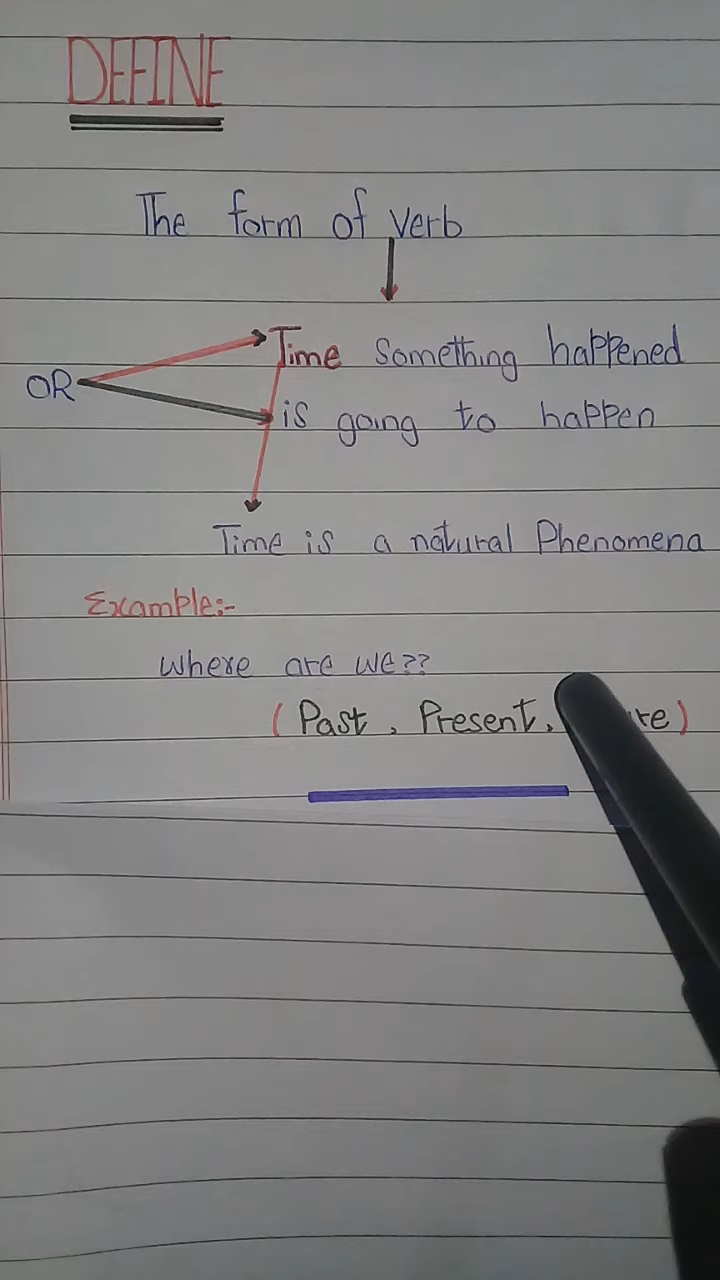 DEFINE
The form of verb
Time Something happened
OR
is going to happen
Time is a natural Phenomena
Example:-
Where are we??
(Past, Present,